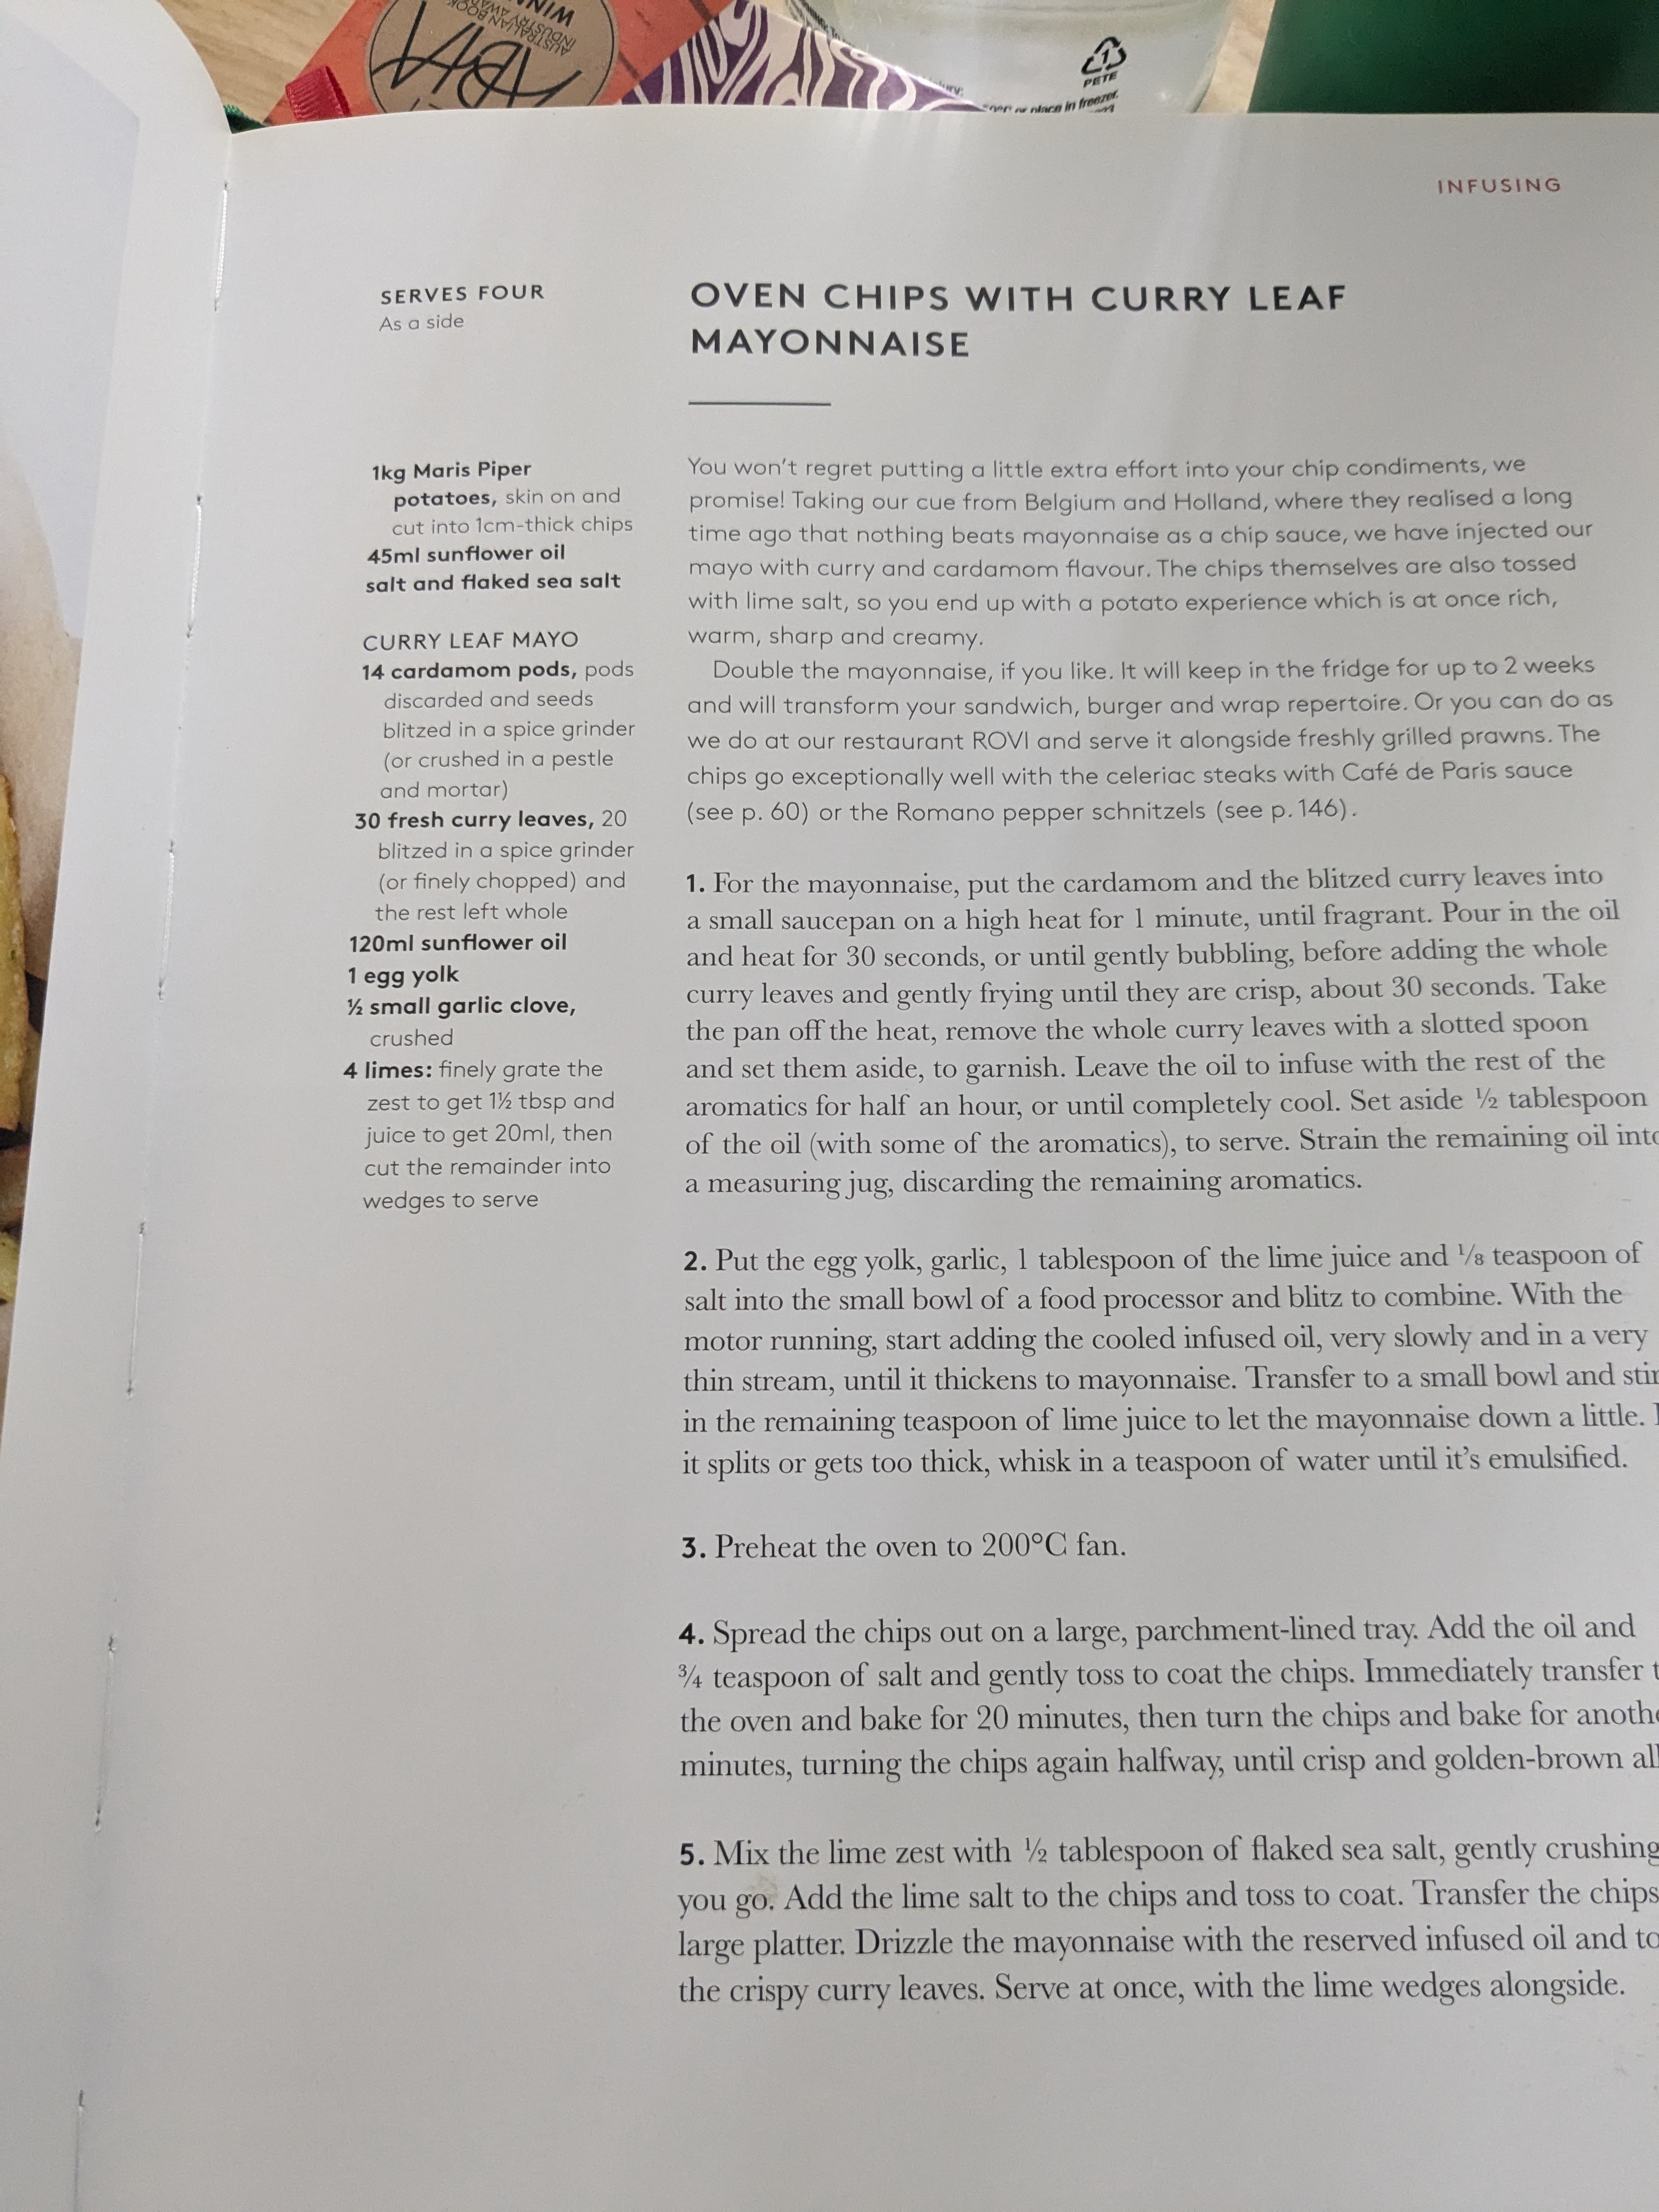 WINN
AUSTRALIAN BOOK
INDUSTRY AWA
ABIA
1
PETE
or place in freezer.
INFUSING
SERVES FOUR
As a side
OVEN CHIPS WITH CURRY LEAF
MAYONNAISE
1kg Maris Piper
potatoes, skin on and
cut into 1cm-thick chips
45ml sunflower oil
salt and flaked sea salt
CURRY LEAF MAYO
14 cardamom pods, pods
discarded and seeds
blitzed in a spice grinder
(or crushed in a pestle
and mortar)
30 fresh curry leaves, 20
blitzed in a spice grinder
(or finely chopped) and
the rest left whole
120ml sunflower oil
1 egg yolk
½ small garlic clove,
crushed
4 limes: finely grate the
zest to get 1½ tbsp and
juice to get 20ml, then
cut the remainder into
wedges to serve
You won't regret putting a little extra effort into your chip condiments, we
promise! Taking our cue from Belgium and Holland, where they realised a long
time ago that nothing beats mayonnaise as a chip sauce, we have injected our
mayo with curry and cardamom flavour. The chips themselves are also tossed
with lime salt, so you end up with a potato experience which is at once rich,
warm, sharp and creamy.
Double the mayonnaise, if you like. It will keep in the fridge for up to 2 weeks
and will transform your sandwich, burger and wrap repertoire. Or you can do as
we do at our restaurant ROVI and serve it alongside freshly grilled prawns. The
chips go exceptionally well with the celeriac steaks with Café de Paris sauce
(see p. 60) or the Romano pepper schnitzels (see p. 146).
1. For the mayonnaise, put the cardamom and the blitzed curry leaves into
a small saucepan on a high heat for 1 minute, until fragrant. Pour in the oil
and heat for 30 seconds, or until gently bubbling, before adding the whole
curry leaves and gently frying until they are crisp, about 30 seconds. Take
the pan off the heat, remove the whole curry leaves with a slotted spoon
and set them aside, to garnish. Leave the oil to infuse with the rest of the
aromatics for half an hour, or until completely cool. Set aside ½ tablespoon
of the oil (with some of the aromatics), to serve. Strain the remaining oil into
a measuring jug, discarding the remaining aromatics.
2. Put the egg yolk, garlic, 1 tablespoon of the lime juice and ⅛ teaspoon of
salt into the small bowl of a food processor and blitz to combine. With the
motor running, start adding the cooled infused oil, very slowly and in a very
thin stream, until it thickens to mayonnaise. Transfer to a small bowl and stir
in the remaining teaspoon of lime juice to let the mayonnaise down a little.
it splits or gets too thick, whisk in a teaspoon of water until it's emulsified.
3. Preheat the oven to 200°C fan.
4. Spread the chips out on a large, parchment-lined tray. Add the oil and
¾ teaspoon of salt and gently toss to coat the chips. Immediately transfer t
the oven and bake for 20 minutes, then turn the chips and bake for anothe
minutes, turning the chips again halfway, until crisp and golden-brown all
5. Mix the lime zest with ½ tablespoon of flaked sea salt, gently crushing
you go. Add the lime salt to the chips and toss to coat. Transfer the chips
large platter. Drizzle the mayonnaise with the reserved infused oil and to
the crispy curry leaves. Serve at once, with the lime wedges alongside.